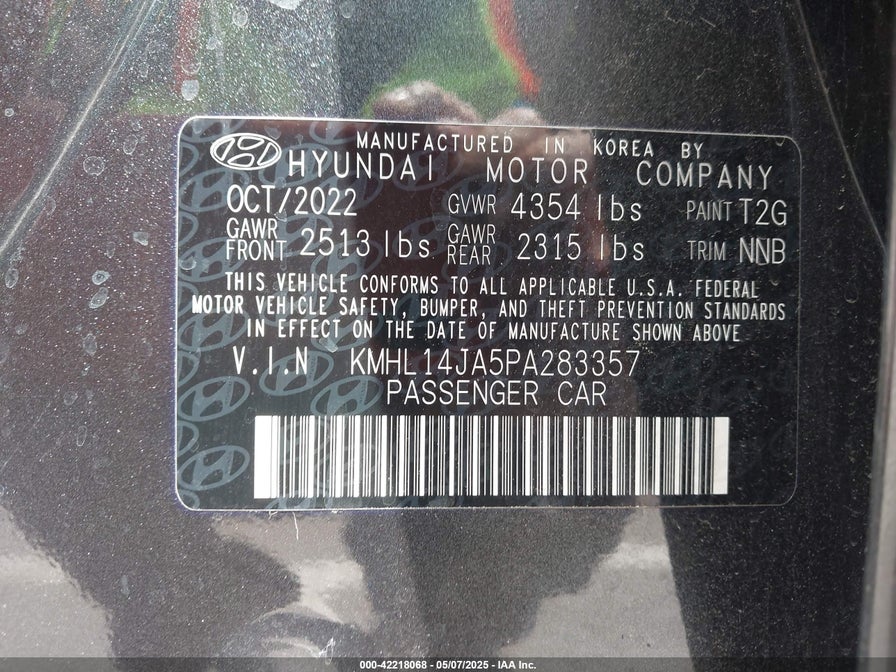 MANUFACTURED IN KOREA BY
HYUNDAI MOTOR COMPANY
OCT/2022 GVWR 4354 lbs PAINT T2G
GAWR FRONT 2513 lbs GAWR REAR 2315 lbs TRIM NNB
THIS VEHICLE CONFORMS TO ALL APPLICABLE U.S.A. FEDERAL
MOTOR VEHICLE SAFETY, BUMPER, AND THEFT PREVENTION STANDARDS
IN EFFECT ON THE DATE OF MANUFACTURE SHOWN ABOVE
V.I.N KMHL14JA5PA283357
PASSENGER CAR
000-42218068 - 05/07/2025 - IAA Inc.